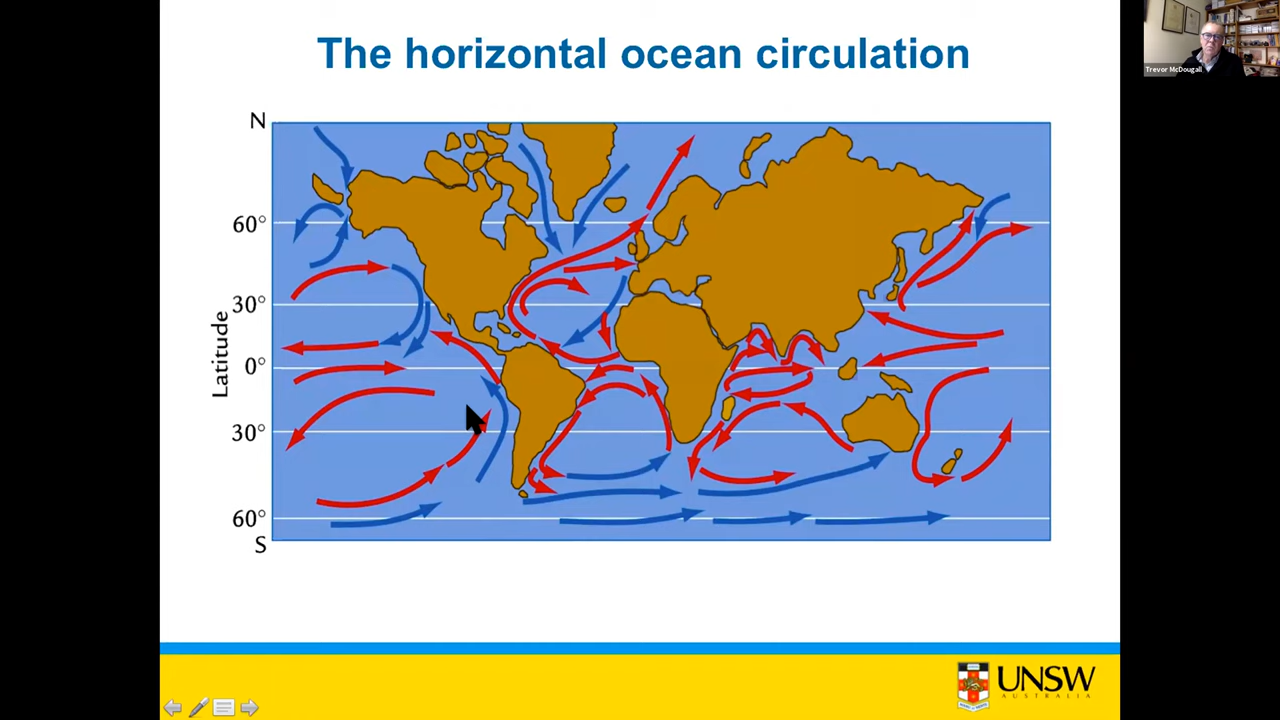 The horizontal ocean circulation
Trevor McDougall
N
60°
30°
0°
30°
60°
S
Latitude
UNSW
AUSTRALIA